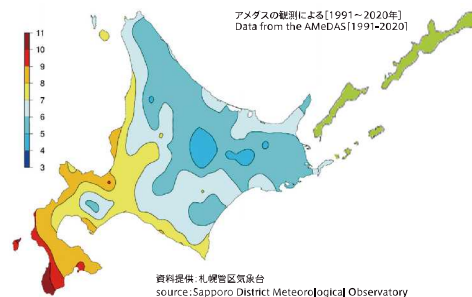 アメダスの観測による[1991～2020年]
Data from the AMeDAS[1991-2020]
11
10
9
8
7
6
5
4
3
資料提供:札幌管区気象台
source:Sapporo District Meteorological Observatory